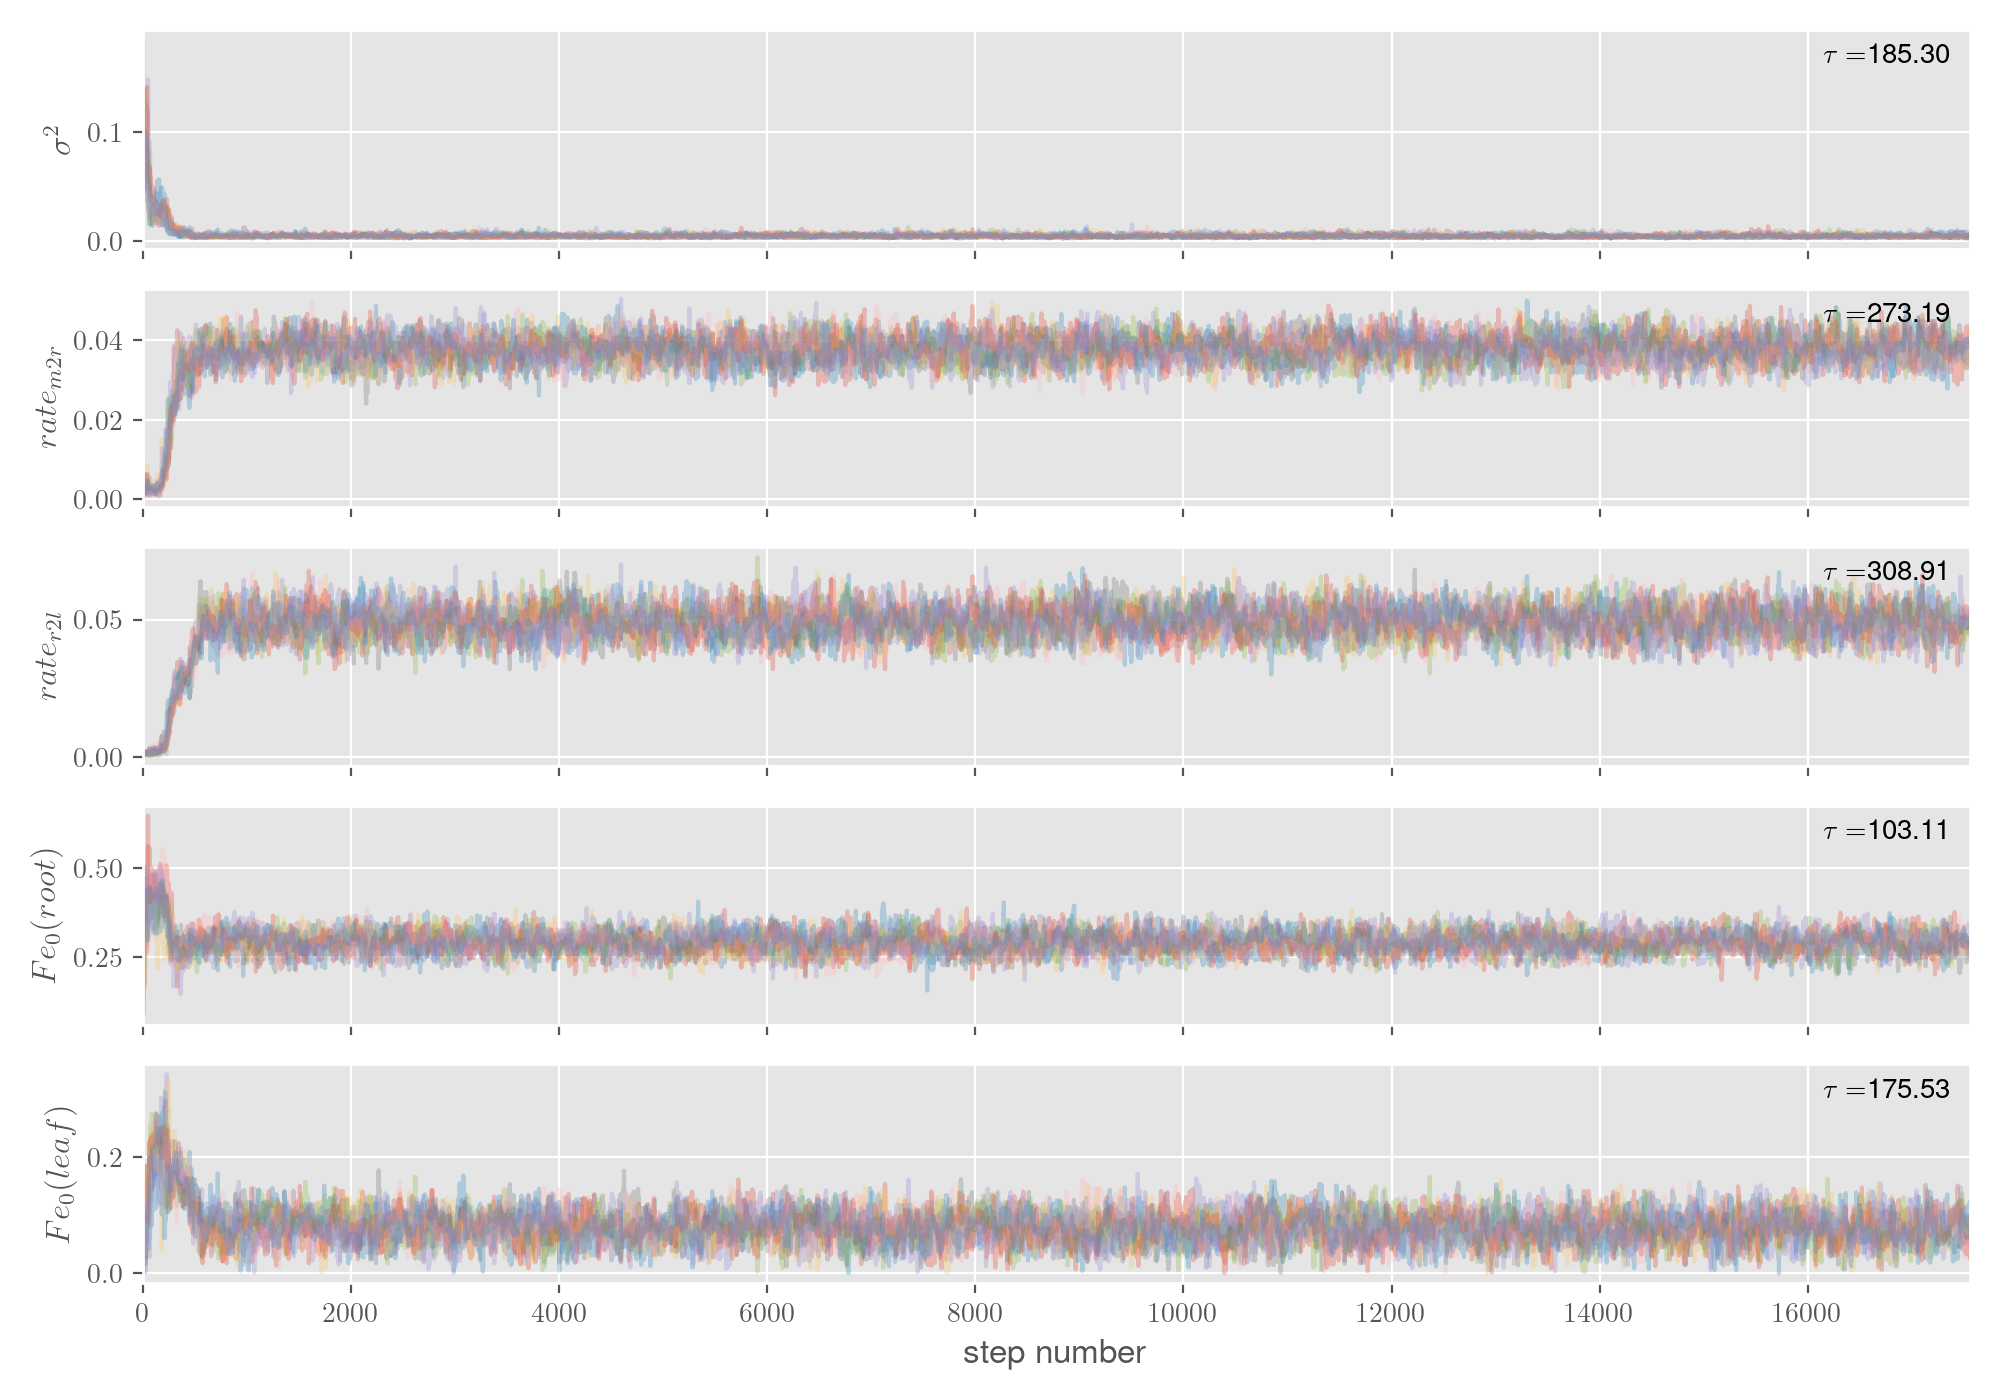 τ =185.30
σ²
0.1
0.0
τ =273.19
rate_m2r
0.04
0.02
0.00
τ =308.91
rate_r2l
0.05
0.00
τ =103.11
Fe₀(root)
0.50
0.25
τ =175.53
Fe₀(leaf)
0.2
0.0
0 2000 4000 6000 8000 10000 12000 14000 16000
step number